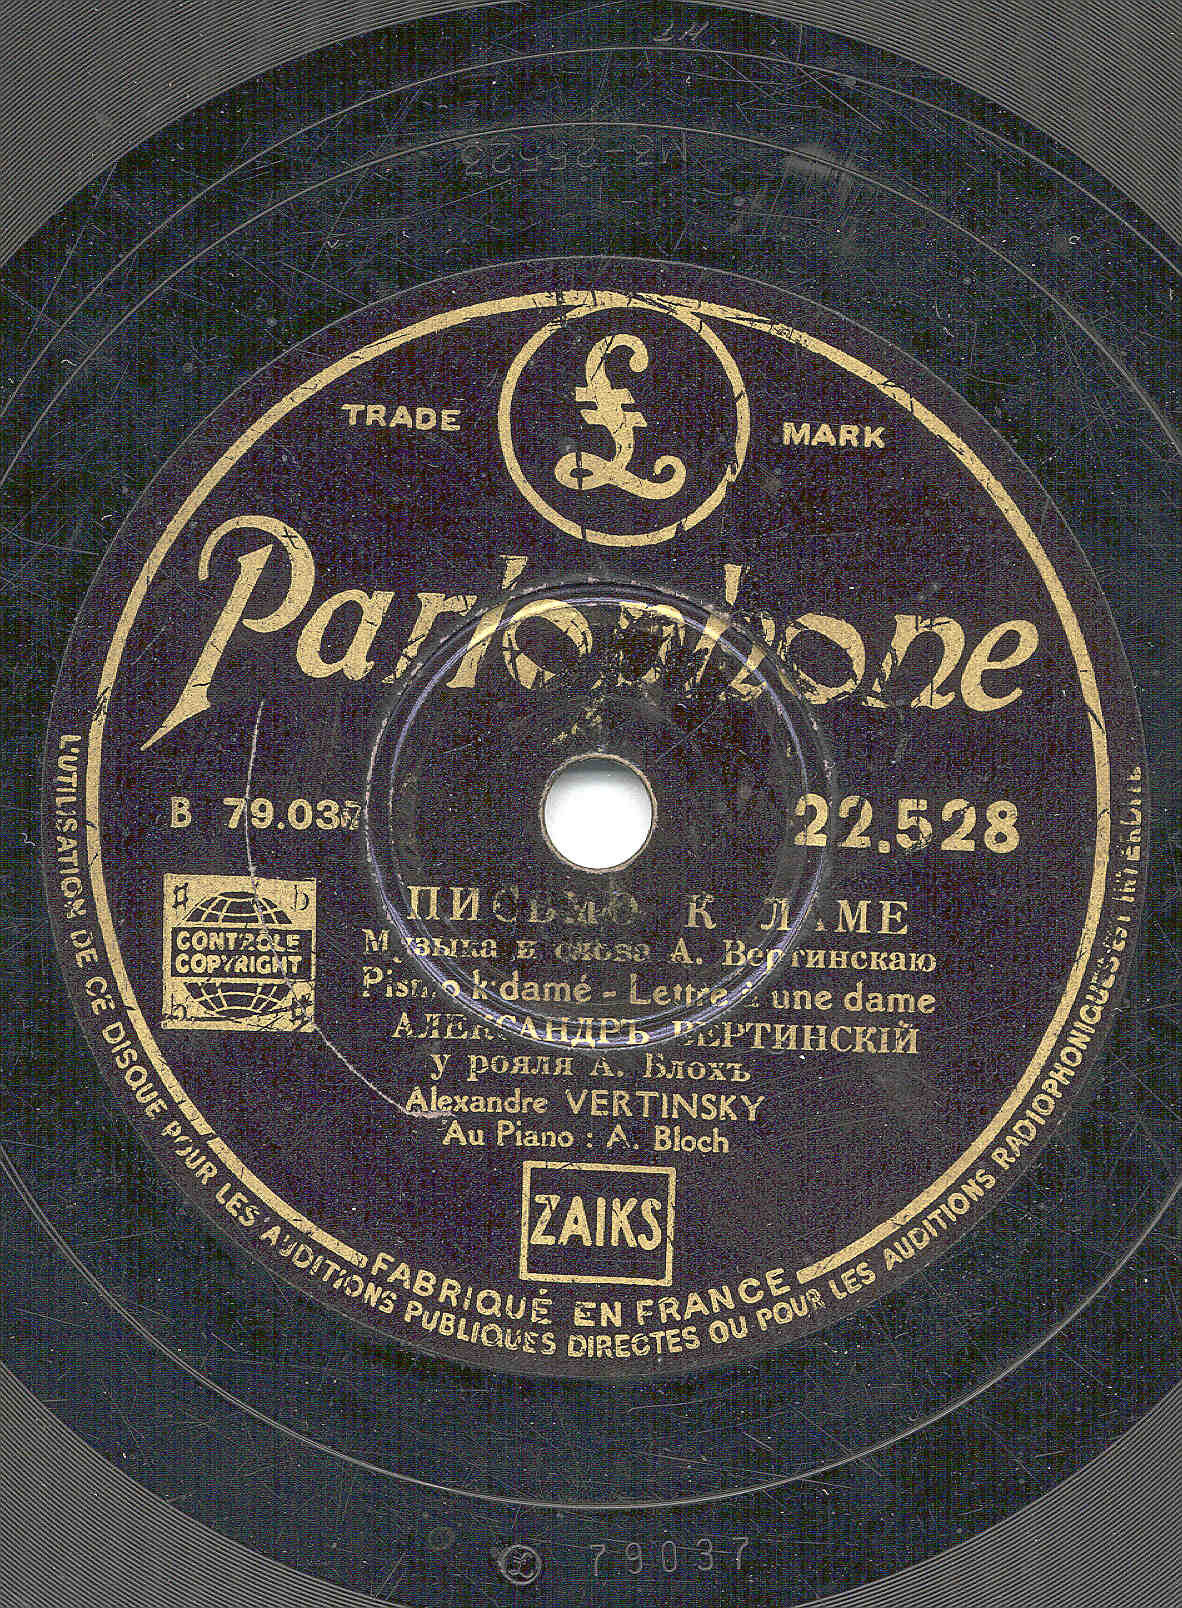 £
TRADE MARK
Parlophone
B 79.037
22.528
CONTRÔLE
COPYRIGHT
ПИСЬМО К ДАМЕ
Музыка и слова А. Вертинскаю
Pismo k damé - Lettre à une dame
АЛЕКСАНДРЪ ВЕРТИНСКІЙ
у рояля А. Блохъ
Alexandre VERTINSKY
Au Piano : A. Bloch
ZAIKS
FABRIQUÉ EN FRANCE
L'UTILISATION DE CE DISQUE POUR LES AUDITIONS PUBLIQUES DIRECTES OU POUR LES AUDITIONS RADIOPHONIQUES EST INTERDITE
£ 79037